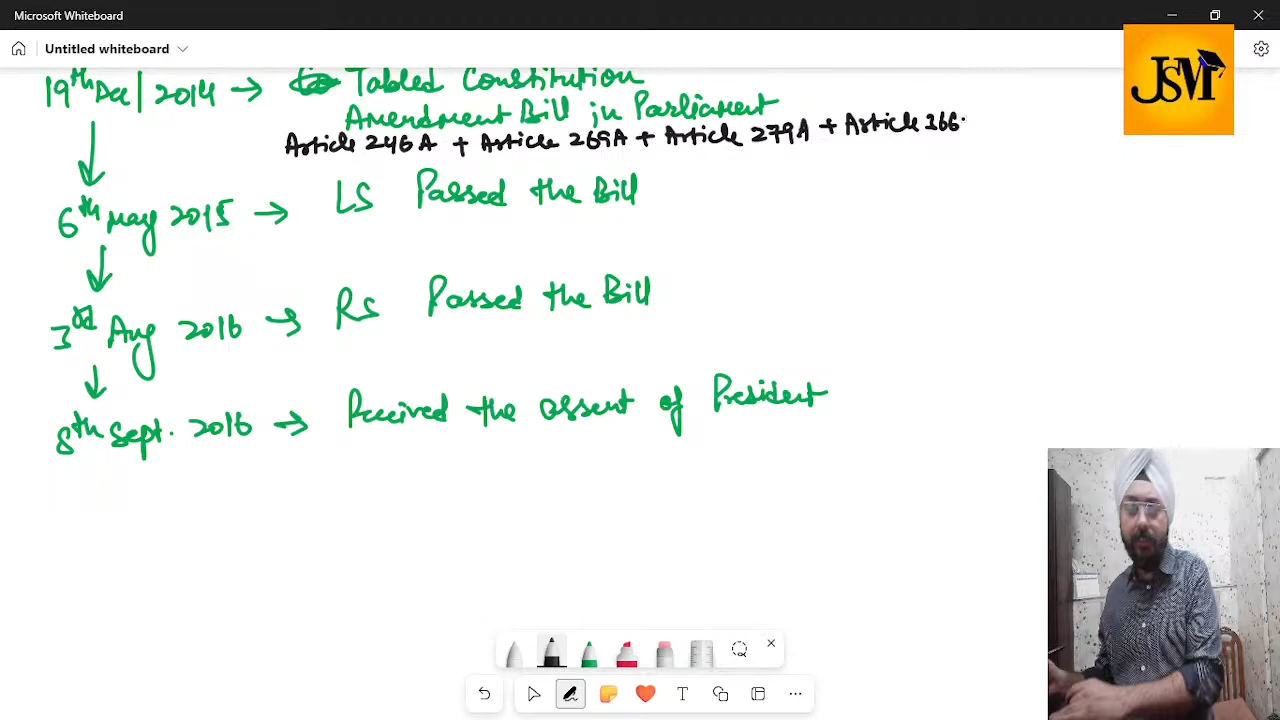 Microsoft Whiteboard
Untitled whiteboard
JSM
19th Dec | 2014 → Tabled Constitution
Amendment Bill in Parliament
Article 246A + Article 269A + Article 279A + Article 366.
6th may 2015 → LS Passed the Bill
3rd Aug 2016 → RS Passed the Bill
8th Sept. 2016 → Received the assent of President